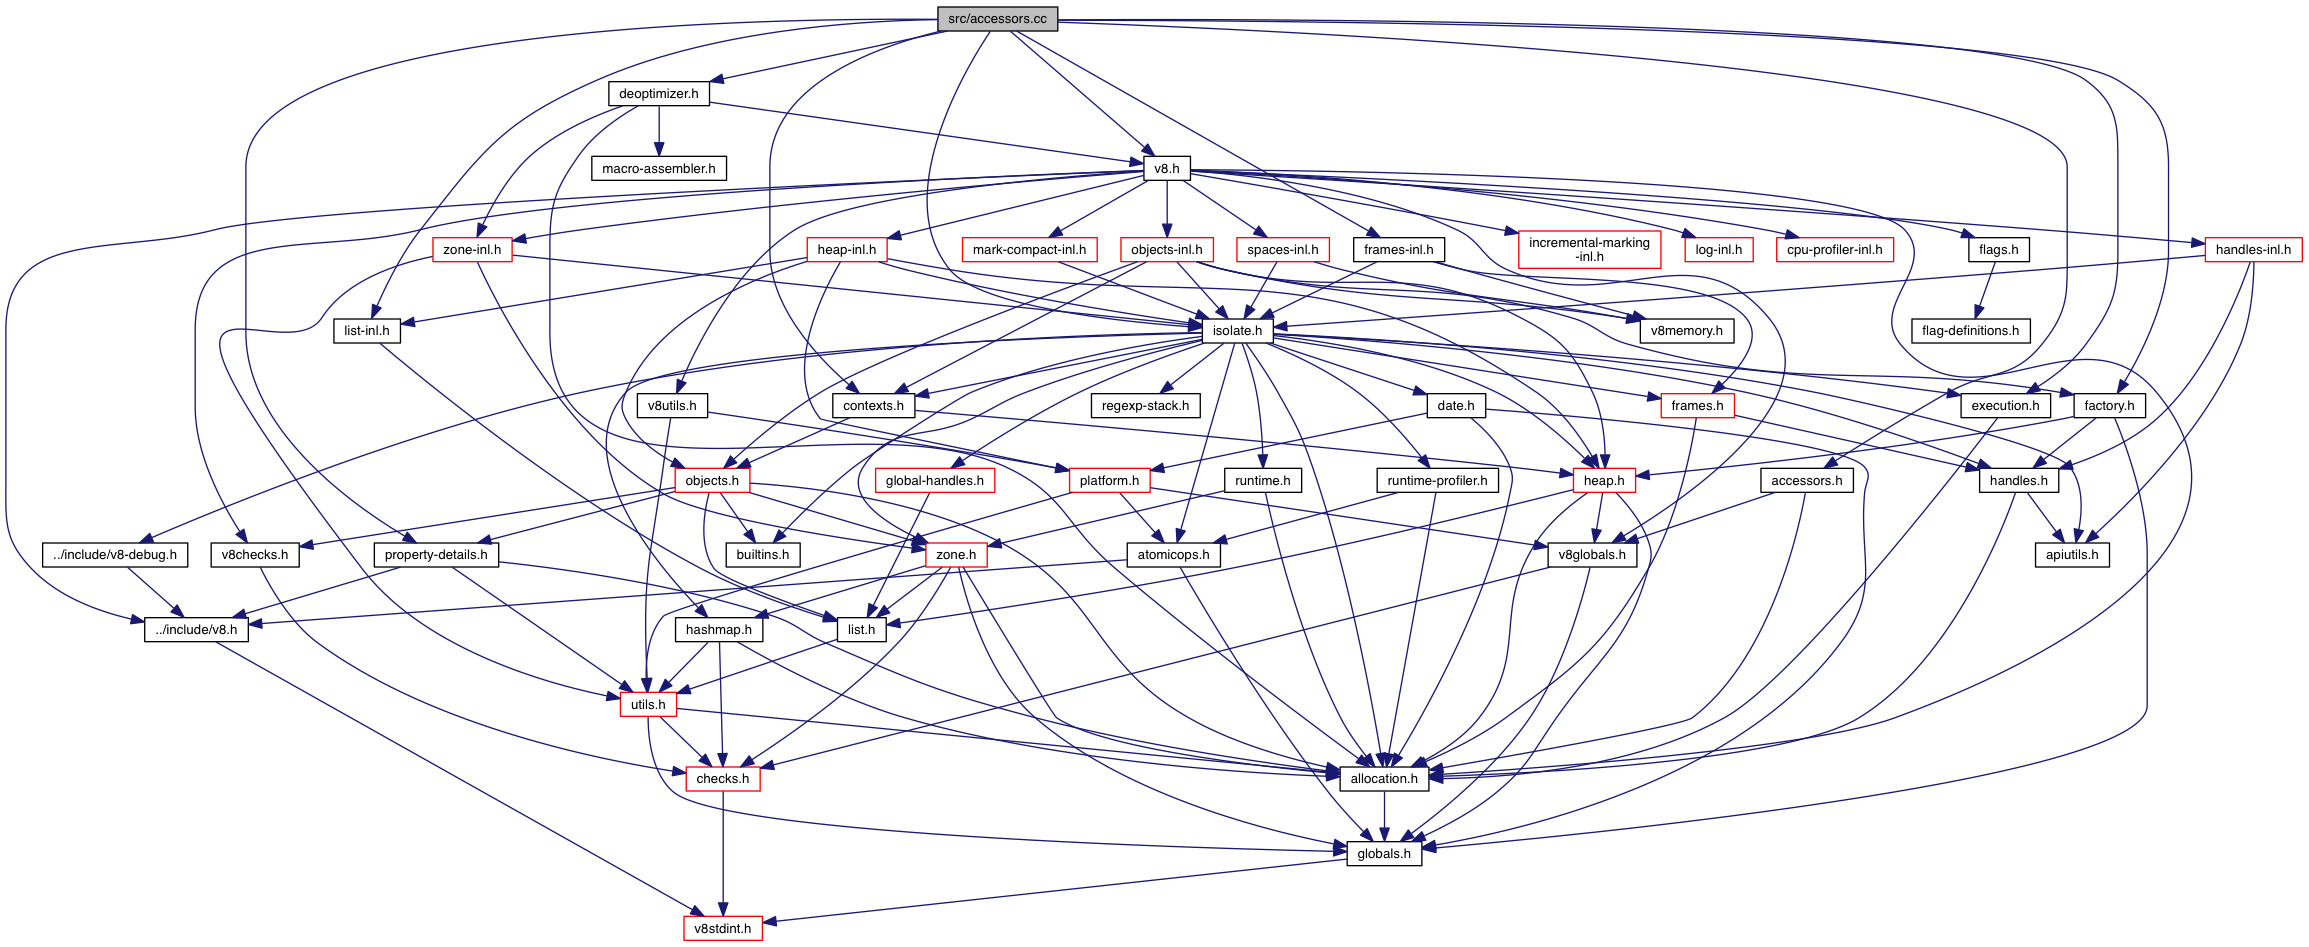 src/accessors.cc
deoptimizer.h
macro-assembler.h
v8.h
zone-inl.h
heap-inl.h
mark-compact-inl.h
objects-inl.h
spaces-inl.h
frames-inl.h
incremental-marking
-inl.h
log-inl.h
cpu-profiler-inl.h
flags.h
handles-inl.h
list-inl.h
isolate.h
v8memory.h
flag-definitions.h
v8utils.h
contexts.h
regexp-stack.h
date.h
frames.h
execution.h
factory.h
objects.h
global-handles.h
platform.h
runtime.h
runtime-profiler.h
heap.h
accessors.h
handles.h
../include/v8-debug.h
v8checks.h
property-details.h
builtins.h
zone.h
atomicops.h
v8globals.h
apiutils.h
../include/v8.h
hashmap.h
list.h
utils.h
checks.h
allocation.h
globals.h
v8stdint.h